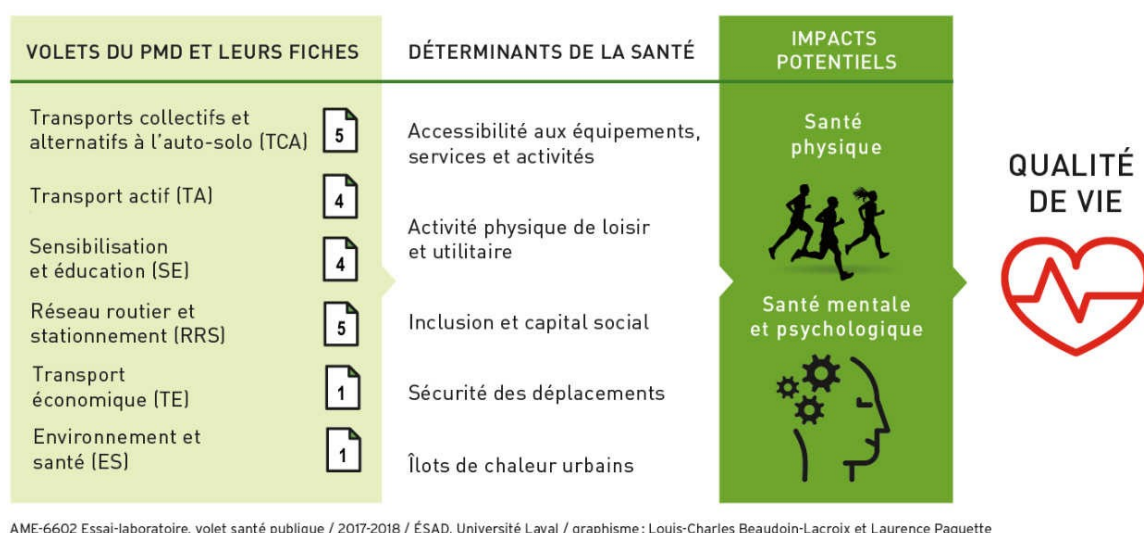 VOLETS DU PMD ET LEURS FICHES
Transports collectifs et
alternatifs à l'auto-solo (TCA)
5
Transport actif (TA)
4
Sensibilisation
et éducation (SE)
4
Réseau routier et
stationnement (RRS)
5
Transport
économique (TE)
1
Environnement et
santé (ES)
1
DÉTERMINANTS DE LA SANTÉ
Accessibilité aux équipements,
services et activités
Activité physique de loisir
et utilitaire
Inclusion et capital social
Sécurité des déplacements
Îlots de chaleur urbains
IMPACTS
POTENTIELS
Santé
physique
Santé mentale
et psychologique
QUALITÉ
DE VIE
AME-6602 Essai-laboratoire, volet santé publique / 2017-2018 / ÉSAD, Université Laval / graphisme : Louis-Charles Beaudoin-Lacroix et Laurence Paquette